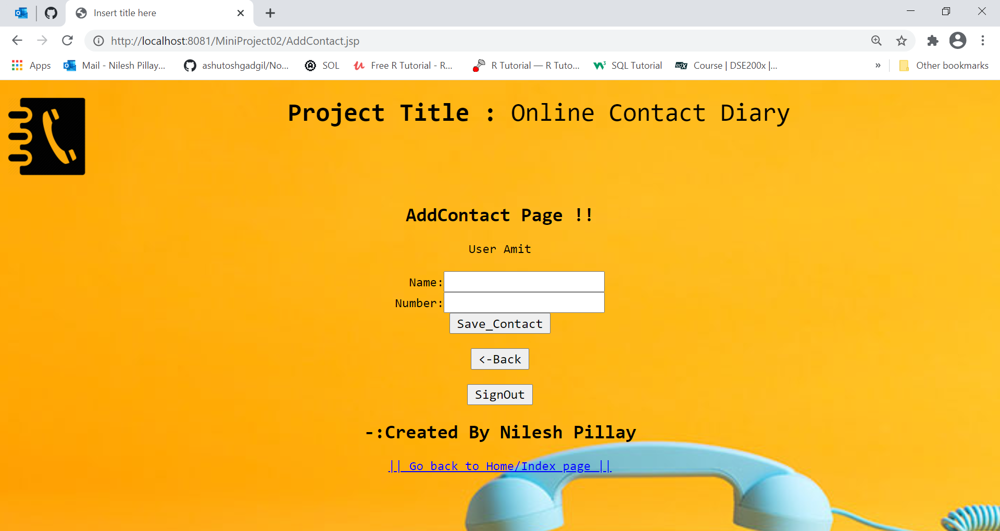 Insert title here
http://localhost:8081/MiniProject02/AddContact.jsp
Apps Mail - Nilesh Pillay... ashutoshgadgil/No... SOL Free R Tutorial - R... R Tutorial — R Tuto... SQL Tutorial Course | DSE200x |... » Other bookmarks
Project Title : Online Contact Diary
AddContact Page !!
User Amit
Name:
Number:
Save_Contact
<-Back
SignOut
-:Created By Nilesh Pillay
|| Go back to Home/Index page ||